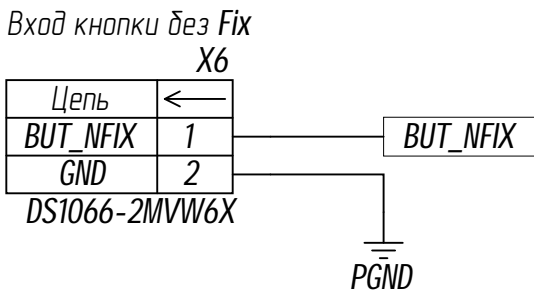 Вход кнопки без Fix
X6
Цепь
BUT_NFIX 1 BUT_NFIX
GND 2
DS1066-2MVW6X
PGND